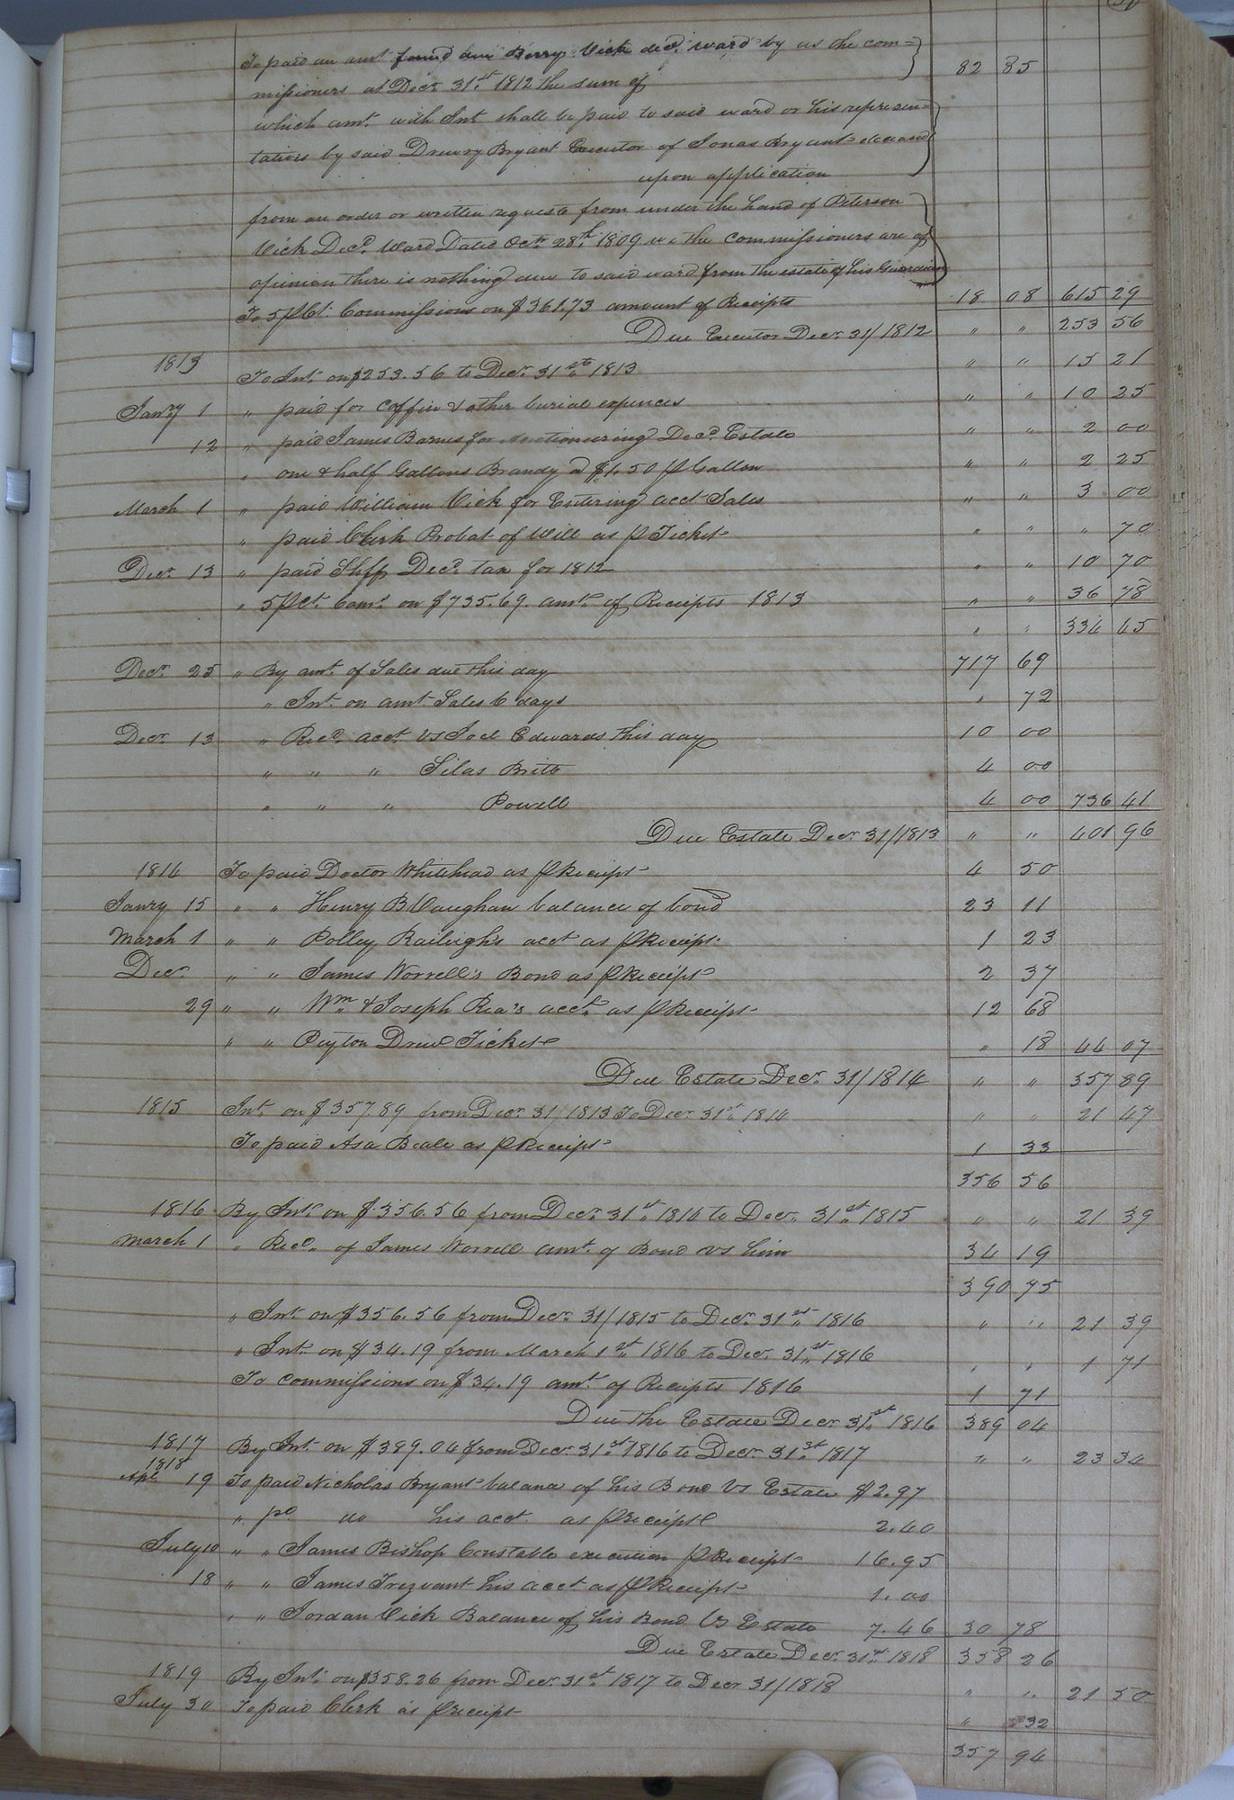 To paid an amt found due Berry Vick decd. ward by us the com=
missioners at Decr. 31st. 1812 the sum of 82 85
which amt. with Int. shall be paid to said ward or his represen=
tatives by said Drewry Bryant Executor of Jonas Bryant deceased
upon application
from an order or written request from under the hand of Peterson
Vick Decd. Ward Dated Octr. 28th. 1809 the commissioners are of
opinion there is nothing due to said ward from the estate of his Guardian
To 5 pCt. Commissions on $361.73 amount of Receipts 18 08 615 29
Due Executor Decr. 31/1812 " " 253 56
1813 To Int. on $253.56 to Decr. 31st. 1813 " " 15 21
Janry 1 " paid for coffin & other burial expences " " 10 25
12 " paid James Barnes for Auctioneering Decd. Estate " " 2 00
" one & half Gallons Brandy @ $1.50 p Gallon " " 2 25
March 1 " paid William Vick for Entering acct Sales " " 3 00
" paid Clerk Probat of Will as p Ticket " " " 70
Decr. 13 " paid Shff Decd. tax for 1812 " " 10 70
" 5 pCt. Comt. on $735.69. amt. of Receipts 1813 " " 36 78
" " 334 45
Decr. 25 " By amt. of Sales due this day 717 69
" Int. on amt Sales 6 days " 72
Decr. 13 " Recd. acct. vs Joel Edwards this day 10 00
" " " Silas Britt 4 00
" " " Powell 4 00 736 41
Due Estate Decr 31/1813 " " 401 96
1814 To paid Doctor Whitehead as p Receipt 4 50
Janry 15 " " Henry B Vaughan balance of bond 23 11
March 1 " " Polley Raileigh's acct as p Receipt 1 23
Decr. " " James Worrell's Bond as p Receipt 2 37
29 " " Wm. & Joseph Rea's acct. as p Receipt 12 68
" " Peyton Drew Ticket " 18 44 07
Due Estate Decr. 31/1814 " " 357 89
1815 Int. on $357.89 from Decr. 31/1813 To Decr 31st. 1814 " " 21 47
To paid Asa Beale as p Receipt 1 33
356 56
1816 By Int. on $356.56 from Decr. 31st. 1814 to Decr. 31st. 1815 " " 21 39
March 1 " Recd. of James Worrell amt. of Bond vs him 34 19
390 75
" Int. on $356.56 from Decr. 31/1815 to Decr. 31st. 1816 " " 21 39
" Int. on $34.19 from March 1st. 1816 to Decr. 31st. 1816 " " 1 71
To commissions on $34.19 amt. of Receipts 1816 1 71
Due the Estate Decr 31st. 1816 389 04
1817 By Int. on $389.04 from Decr. 31st. 1816 to Decr. 31st. 1817 " " 23 34
1818
Apl. 19 To paid Nicholas Bryant balance of his Bond vs Estate $2.97
" pd do his acct. as p Receipt 2.40
July 10 " " James Bishop Constable execution p Receipt 16.95
18 " " James Trezvant his acct as p Receipt 1.00
" " Jordan Vick Balance of his Bond vs Estate 7.46 30 78
Due Estate Decr. 31st. 1818 358 26
1819 By Int. on $358.26 from Decr. 31st. 1817 to Decr 31/1818 " " 21 50
July 30 To paid Clerk as p receipt " 32
357 94